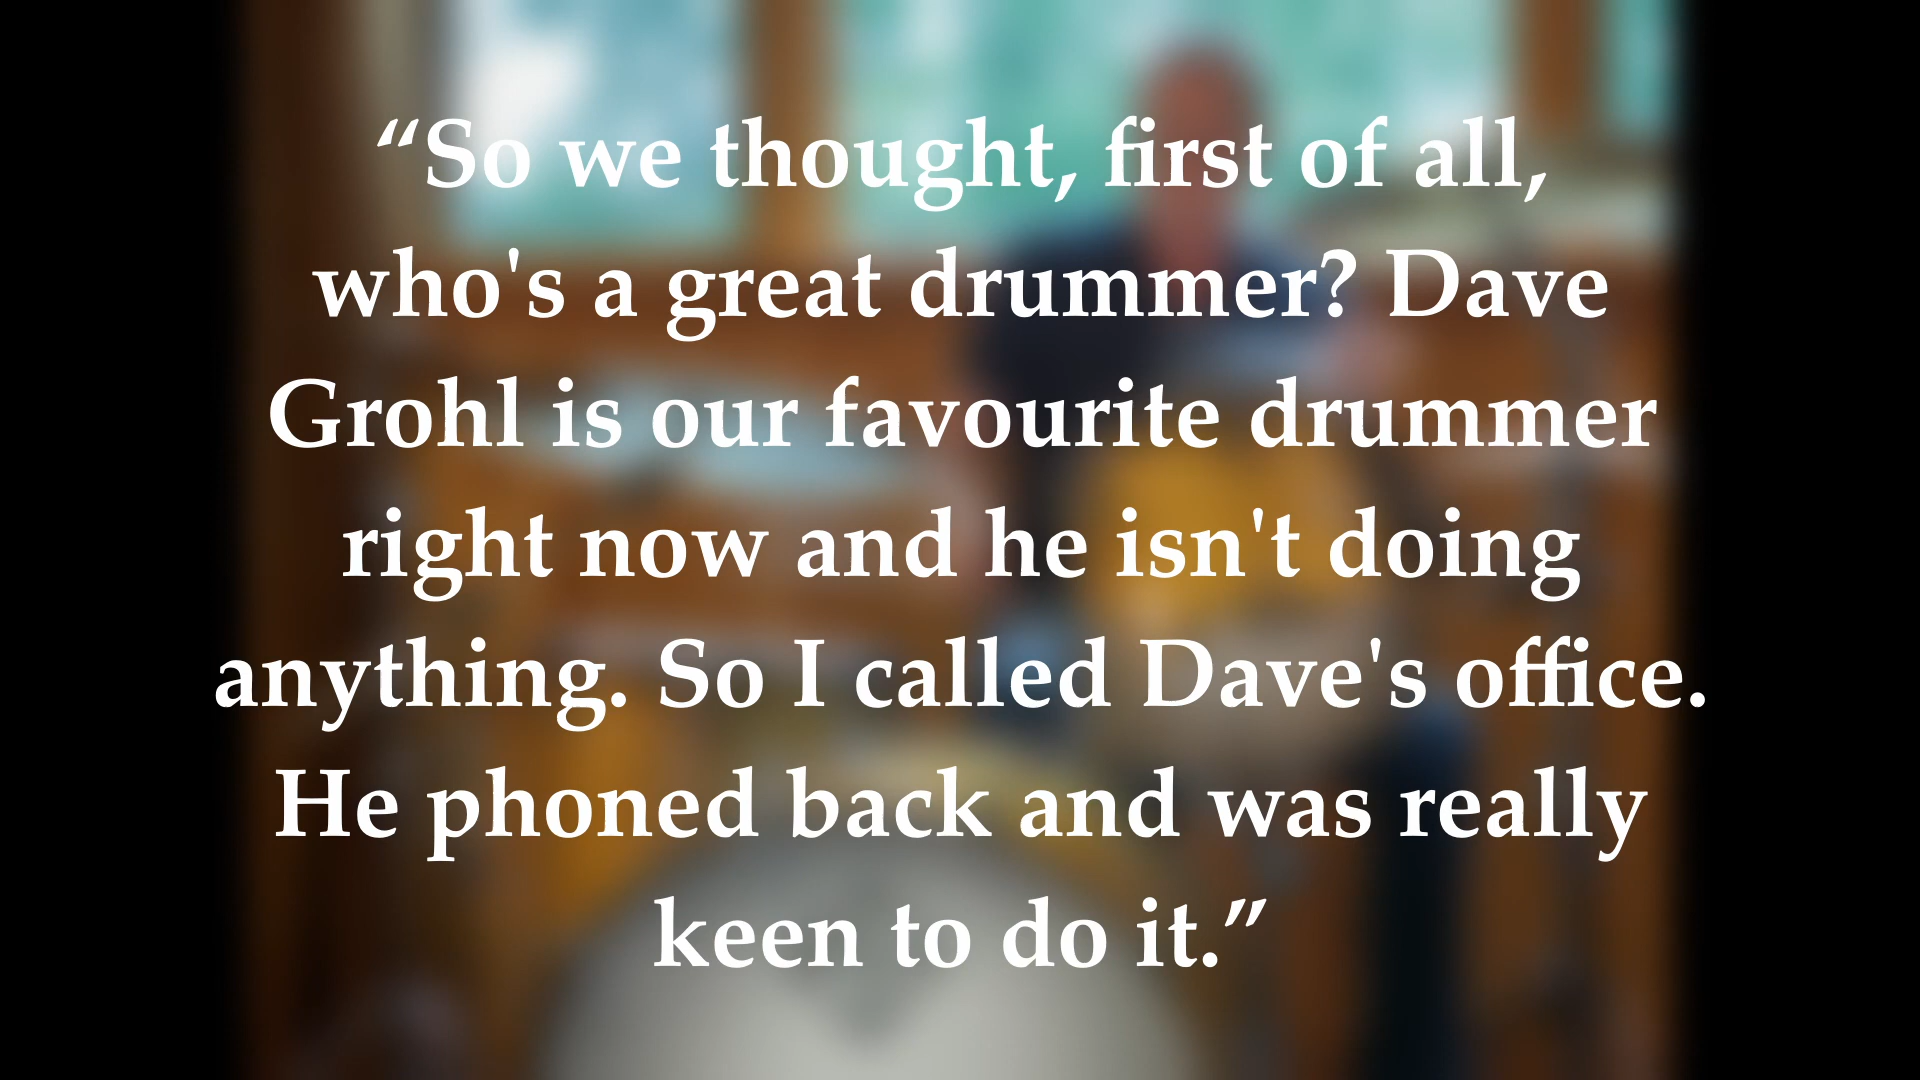 “So we thought, first of all,
who's a great drummer? Dave
Grohl is our favourite drummer
right now and he isn't doing
anything. So I called Dave's office.
He phoned back and was really
keen to do it.”